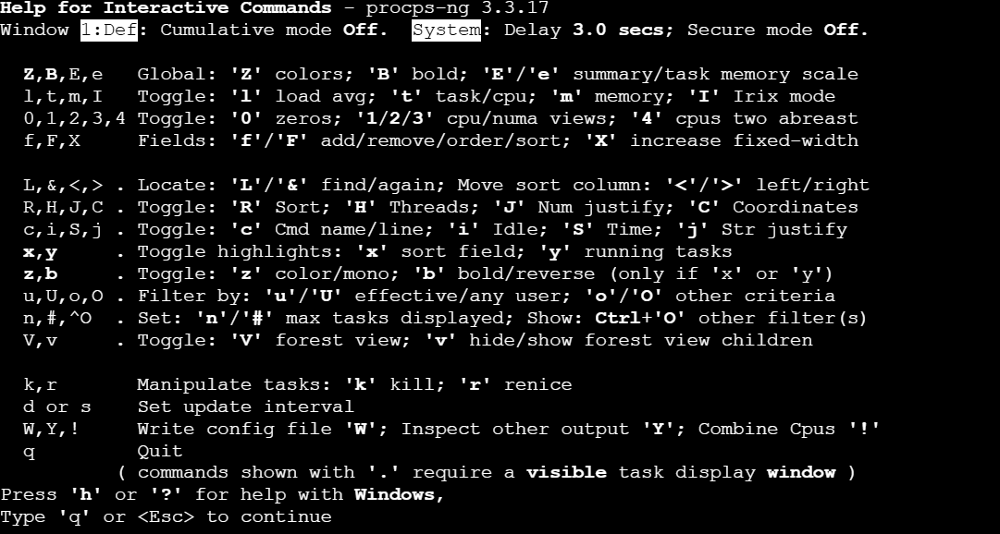 Help for Interactive Commands - procps-ng 3.3.17
Window 1:Def: Cumulative mode Off.  System: Delay 3.0 secs; Secure mode Off.

  Z,B,E,e   Global: 'Z' colors; 'B' bold; 'E'/'e' summary/task memory scale
  l,t,m,I   Toggle: 'l' load avg; 't' task/cpu; 'm' memory; 'I' Irix mode
  0,1,2,3,4 Toggle: '0' zeros; '1/2/3' cpu/numa views; '4' cpus two abreast
  f,F,X     Fields: 'f'/'F' add/remove/order/sort; 'X' increase fixed-width

  L,&,<,> . Locate: 'L'/'&' find/again; Move sort column: '<'/'>' left/right
  R,H,J,C . Toggle: 'R' Sort; 'H' Threads; 'J' Num justify; 'C' Coordinates
  c,i,S,j . Toggle: 'c' Cmd name/line; 'i' Idle; 'S' Time; 'j' Str justify
  x,y     . Toggle highlights: 'x' sort field; 'y' running tasks
  z,b     . Toggle: 'z' color/mono; 'b' bold/reverse (only if 'x' or 'y')
  u,U,o,O . Filter by: 'u'/'U' effective/any user; 'o'/'O' other criteria
  n,#,^O  . Set: 'n'/'#' max tasks displayed; Show: Ctrl+'O' other filter(s)
  V,v     . Toggle: 'V' forest view; 'v' hide/show forest view children

  k,r       Manipulate tasks: 'k' kill; 'r' renice
  d or s    Set update interval
  W,Y,!     Write config file 'W'; Inspect other output 'Y'; Combine Cpus '!'
  q         Quit
          ( commands shown with '.' require a visible task display window )
Press 'h' or '?' for help with Windows,
Type 'q' or <Esc> to continue